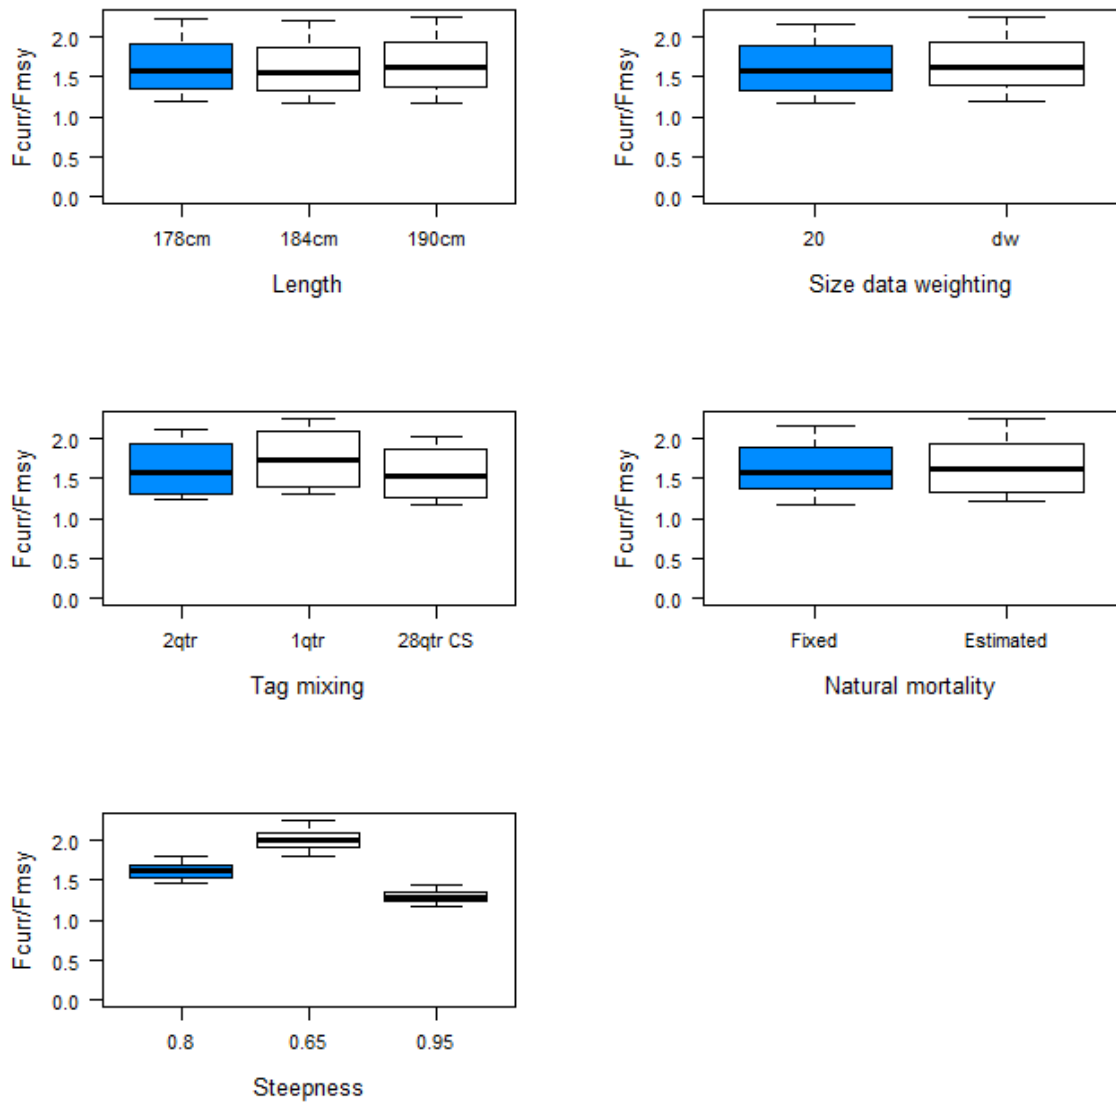 Fcurr/Fmsy
2.0
1.5
1.0
0.5
0.0
178cm 184cm 190cm
Length
Fcurr/Fmsy
2.0
1.5
1.0
0.5
0.0
20 dw
Size data weighting
Fcurr/Fmsy
2.0
1.5
1.0
0.5
0.0
2qtr 1qtr 28qtr CS
Tag mixing
Fcurr/Fmsy
2.0
1.5
1.0
0.5
0.0
Fixed Estimated
Natural mortality
Fcurr/Fmsy
2.0
1.5
1.0
0.5
0.0
0.8 0.65 0.95
Steepness